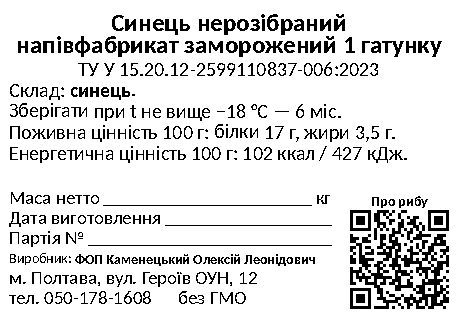 Синець нерозібраний
напівфабрикат заморожений 1 гатунку
ТУ У 15.20.12-2599110837-006:2023
Склад: синець.
Зберігати при t не вище −18 °С — 6 міс.
Поживна цінність 100 г: білки 17 г, жири 3,5 г.
Енергетична цінність 100 г: 102 ккал / 427 кДж.
Маса нетто ____________________ кг
Дата виготовлення ________________
Партія № ________________________
Про рибу
Виробник: ФОП Каменецький Олексій Леонідович
м. Полтава, вул. Героїв ОУН, 12
тел. 050-178-1608 без ГМО